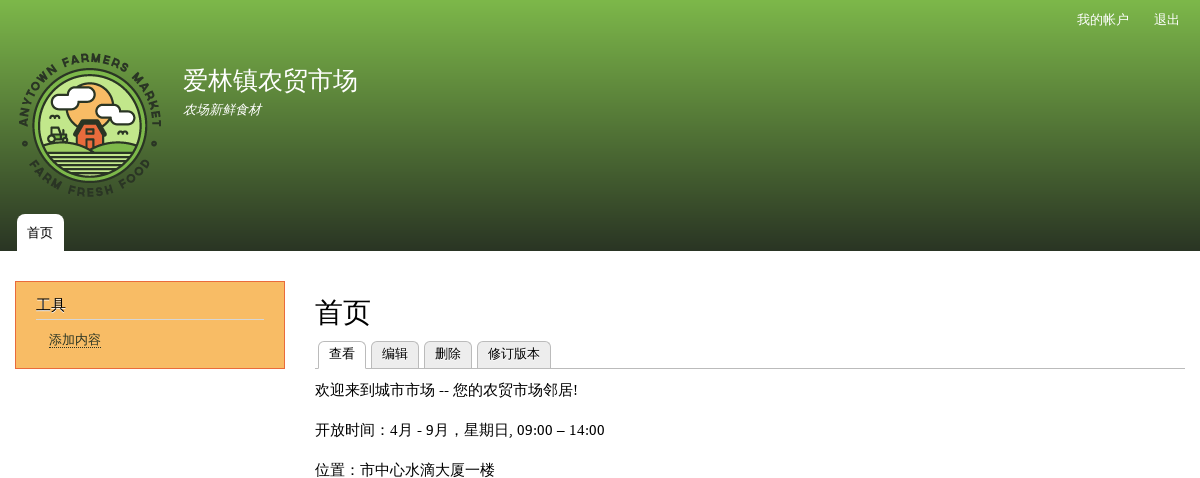 我的帐户 退出
ANYTOWN FARMERS MARKET
FARM FRESH FOOD
爱林镇农贸市场
农场新鲜食材
首页
工具
添加内容
首页
查看 编辑 删除 修订版本
欢迎来到城市市场 -- 您的农贸市场邻居!
开放时间：4月 - 9月，星期日, 09:00 – 14:00
位置：市中心水滴大厦一楼